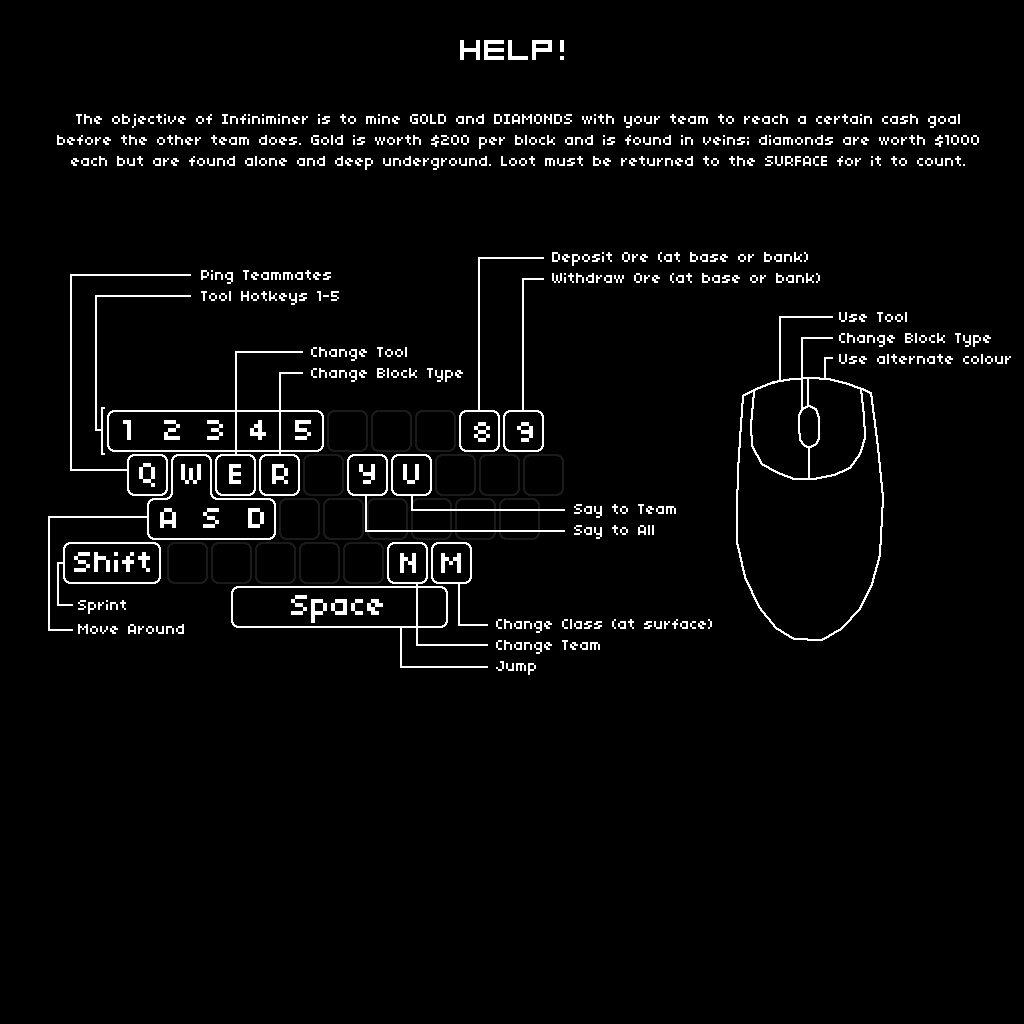 HELP!
The objective of Infiniminer is to mine GOLD and DIAMONDS with your team to reach a certain cash goal
before the other team does. Gold is worth $200 per block and is found in veins; diamonds are worth $1000
each but are found alone and deep underground. Loot must be returned to the SURFACE for it to count.
Deposit Ore (at base or bank)
Withdraw Ore (at base or bank)
Ping Teammates
Tool Hotkeys 1-5
Use Tool
Change Block Type
Use alternate colour
Change Tool
Change Block Type
1 2 3 4 5 8 9
Q W E R Y U
A S D
Say to Team
Say to All
Shift N M
Space
Sprint
Move Around
Change Class (at surface)
Change Team
Jump